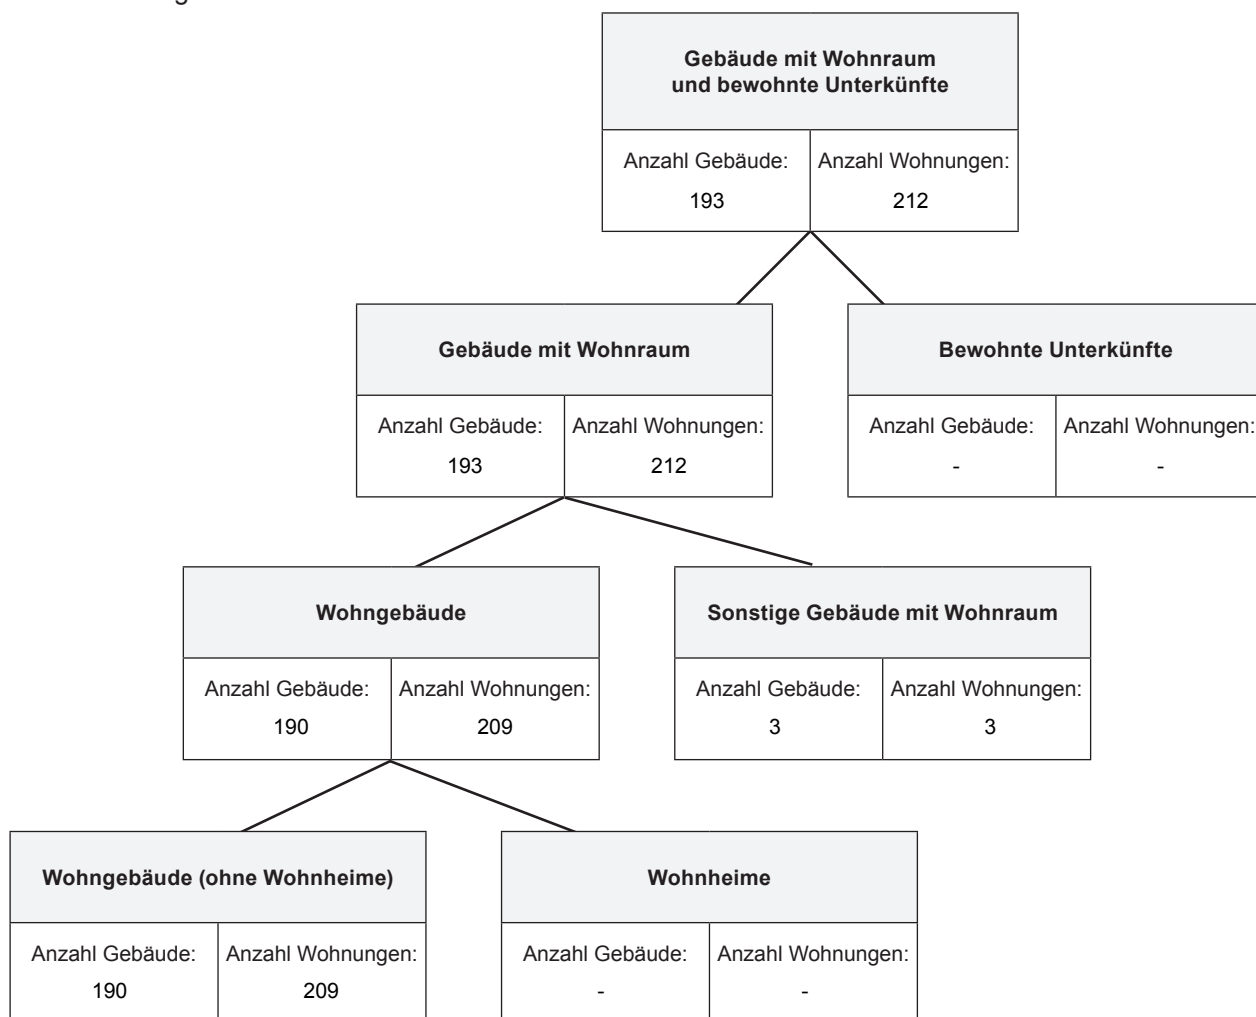 Gebäude mit Wohnraum
und bewohnte Unterkünfte
Anzahl Gebäude: Anzahl Wohnungen:
193 212
Gebäude mit Wohnraum
Anzahl Gebäude: Anzahl Wohnungen:
193 212
Bewohnte Unterkünfte
Anzahl Gebäude: Anzahl Wohnungen:
- -
Wohngebäude
Anzahl Gebäude: Anzahl Wohnungen:
190 209
Sonstige Gebäude mit Wohnraum
Anzahl Gebäude: Anzahl Wohnungen:
3 3
Wohngebäude (ohne Wohnheime)
Anzahl Gebäude: Anzahl Wohnungen:
190 209
Wohnheime
Anzahl Gebäude: Anzahl Wohnungen:
- -